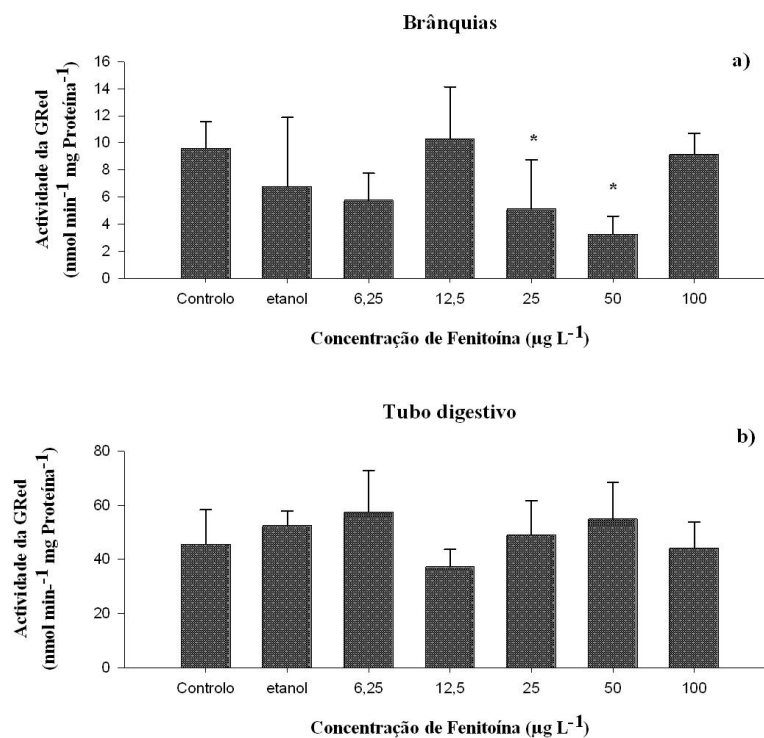 Brânquias
a)
Actividade da GRed
(nmol min-1 mg Proteína-1)
16
14
12
10
8
6
4
2
0
*
*
Controlo etanol 6,25 12,5 25 50 100
Concentração de Fenitoína (µg L-1)
Tubo digestivo
b)
Actividade da GRed
(nmol min--1 mg Proteína-1)
80
60
40
20
0
Controlo etanol 6,25 12,5 25 50 100
Concentração de Fenitoína (µg L-1)